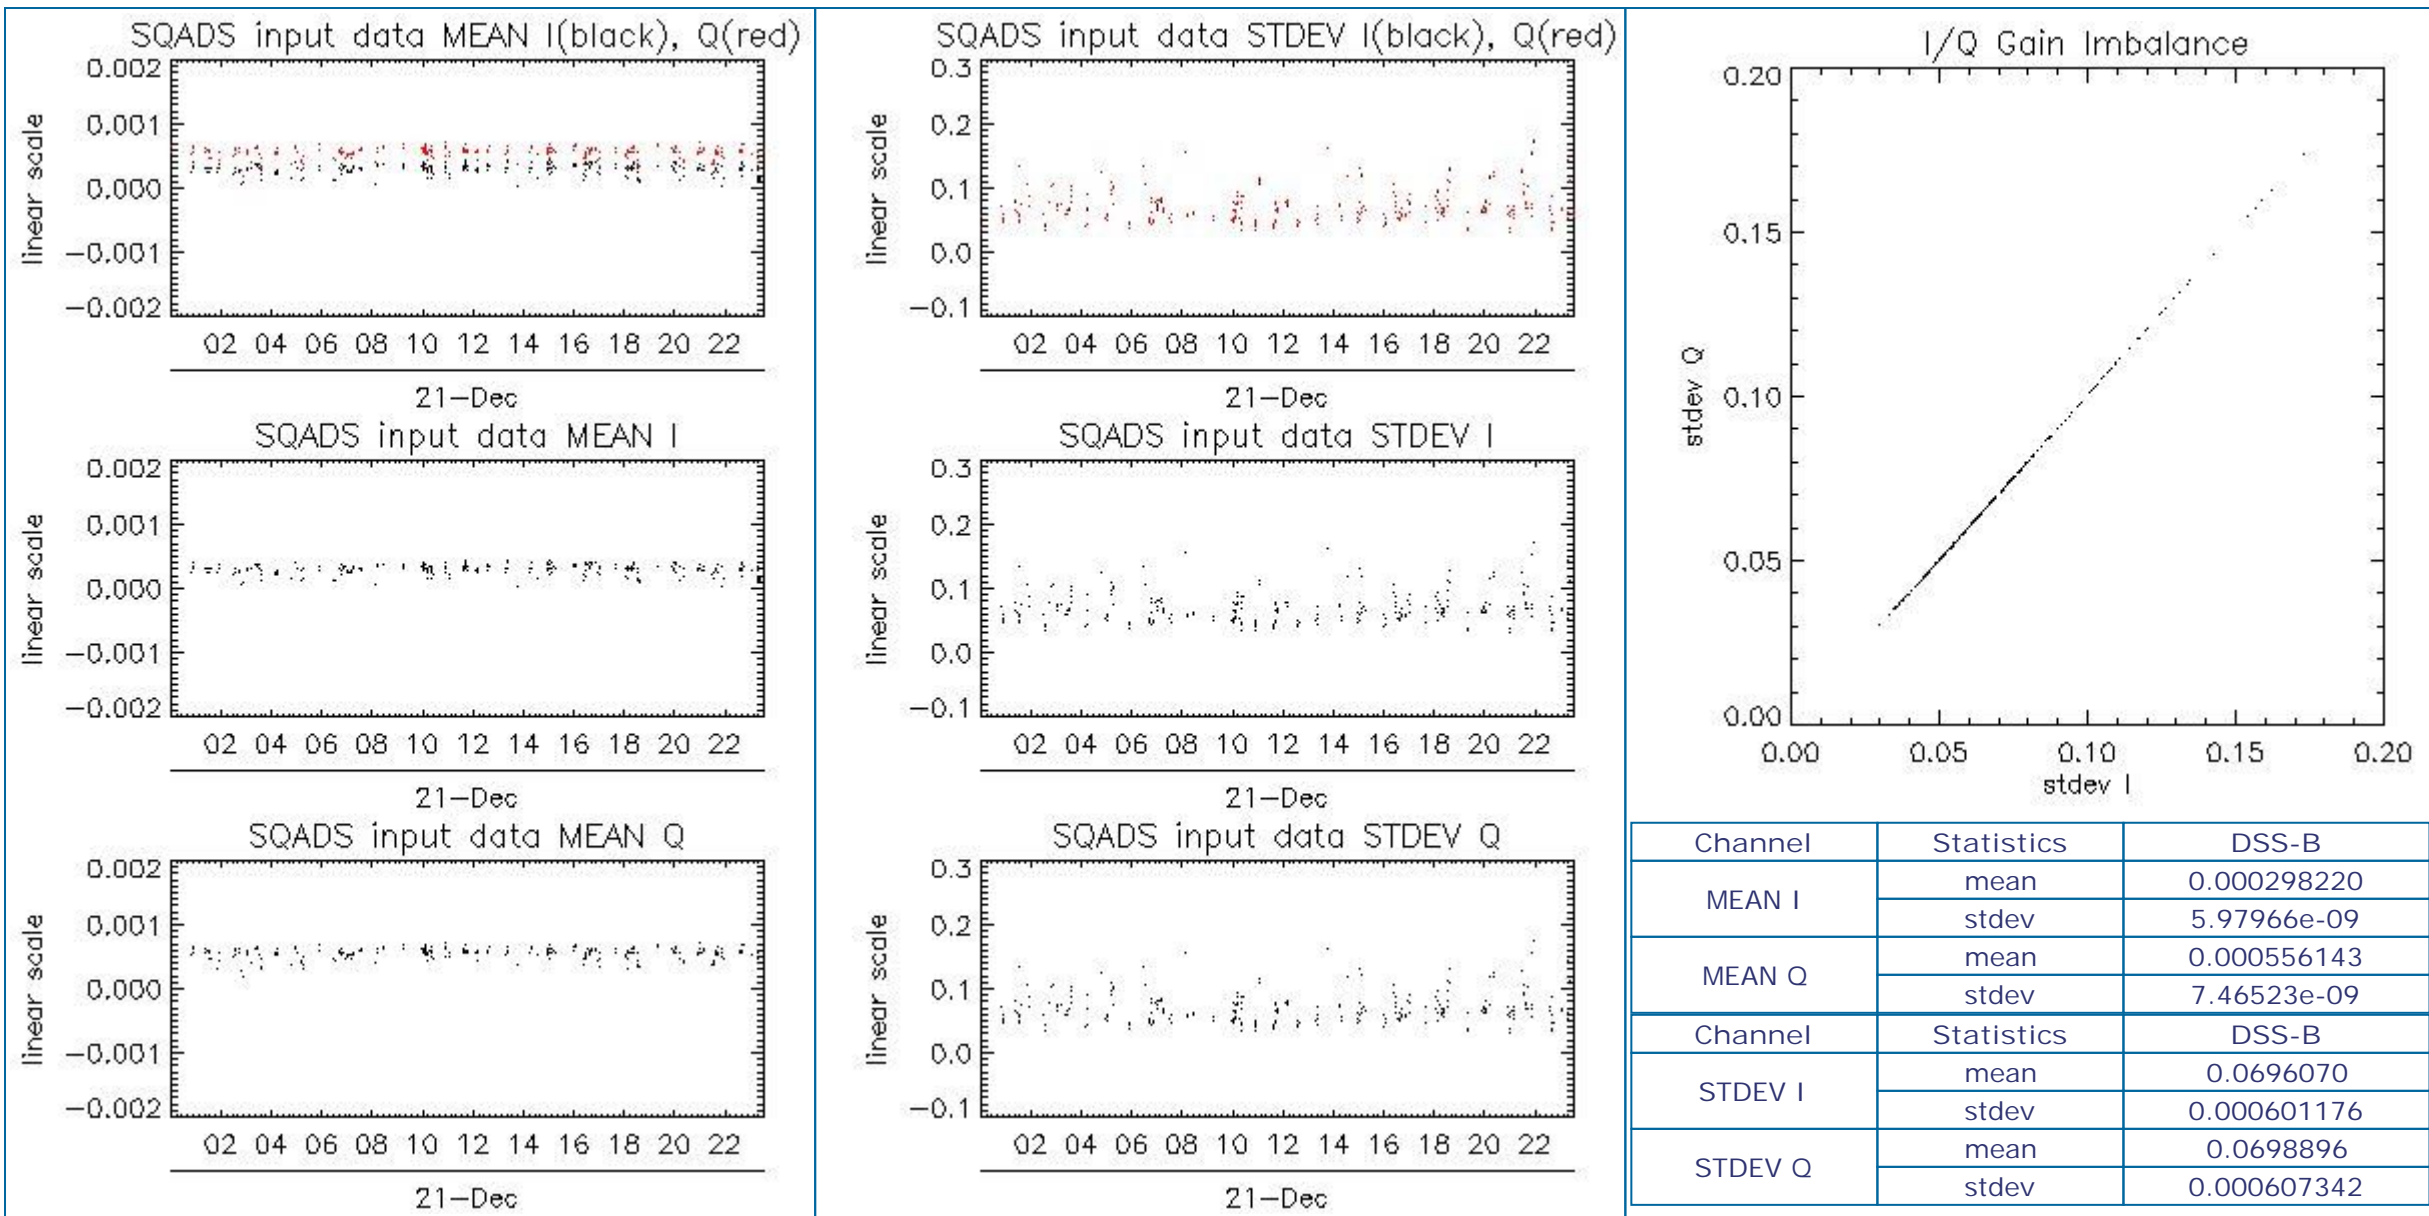 SQADS input data MEAN I(black), Q(red)
0.002
0.001
0.000
−0.001
−0.002
linear scale
02 04 06 08 10 12 14 16 18 20 22
21−Dec
SQADS input data MEAN I
0.002
0.001
0.000
−0.001
−0.002
linear scale
02 04 06 08 10 12 14 16 18 20 22
21−Dec
SQADS input data MEAN Q
0.002
0.001
0.000
−0.001
−0.002
linear scale
02 04 06 08 10 12 14 16 18 20 22
21−Dec
SQADS input data STDEV I(black), Q(red)
0.3
0.2
0.1
0.0
−0.1
linear scale
02 04 06 08 10 12 14 16 18 20 22
21−Dec
SQADS input data STDEV I
0.3
0.2
0.1
0.0
−0.1
linear scale
02 04 06 08 10 12 14 16 18 20 22
21−Dec
SQADS input data STDEV Q
0.3
0.2
0.1
0.0
−0.1
linear scale
02 04 06 08 10 12 14 16 18 20 22
21−Dec
I/Q Gain Imbalance
0.20
0.15
0.10
0.05
0.00
stdev Q
0.00 0.05 0.10 0.15 0.20
stdev I
Channel Statistics DSS-B
MEAN I mean 0.000298220
stdev 5.97966e-09
MEAN Q mean 0.000556143
stdev 7.46523e-09
Channel Statistics DSS-B
STDEV I mean 0.0696070
stdev 0.000601176
STDEV Q mean 0.0698896
stdev 0.000607342